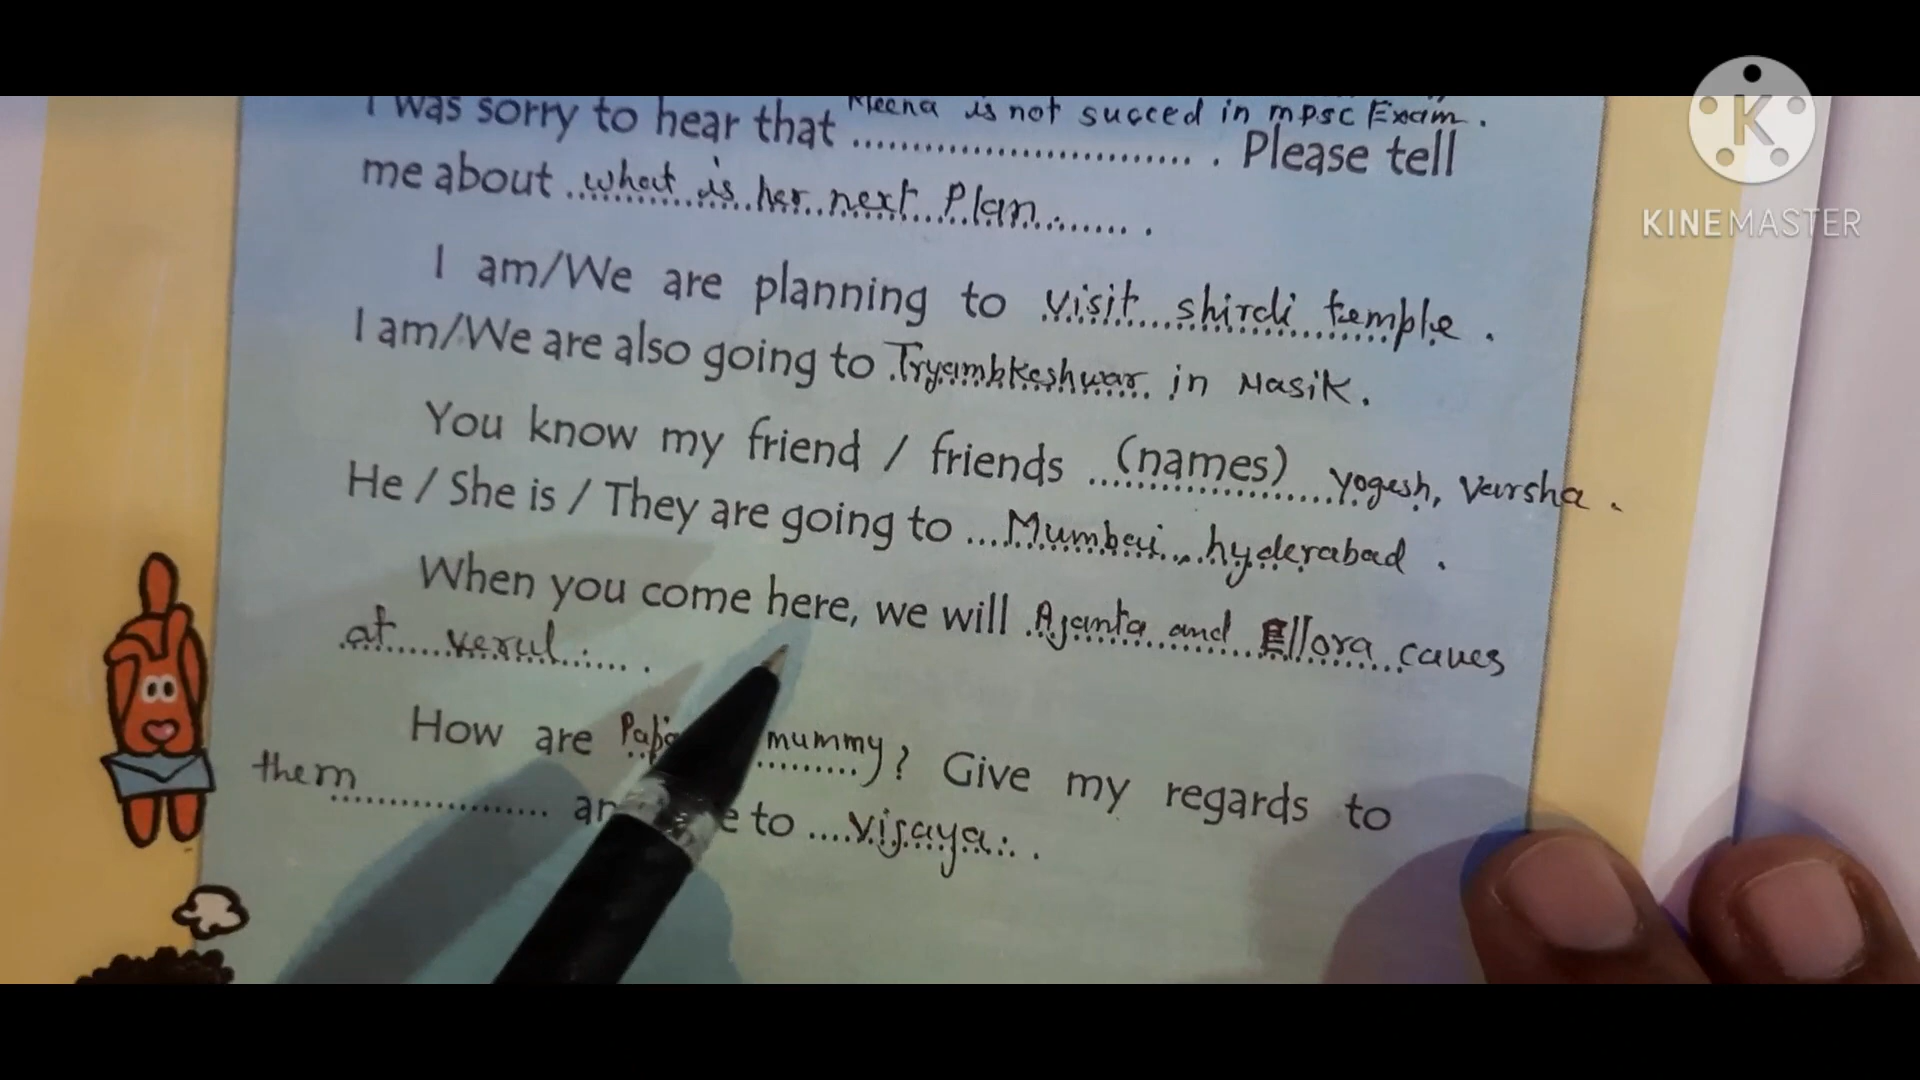 Meena is not succed in mpsc Exam.
I was sorry to hear that ............................ . Please tell
me about what is her next Plan .
I am/We are planning to visit shirdi temple .
I am/We are also going to Tryambkeshwar in Nasik.
You know my friend / friends (names) yogesh, Varsha .
He / She is / They are going to ...Mumbai, hyderabad .
When you come here, we will Ajanta and Ellora caves
at verul .
How are mummy? Give my regards to
them to ....vijaya .
K
KINEMASTER